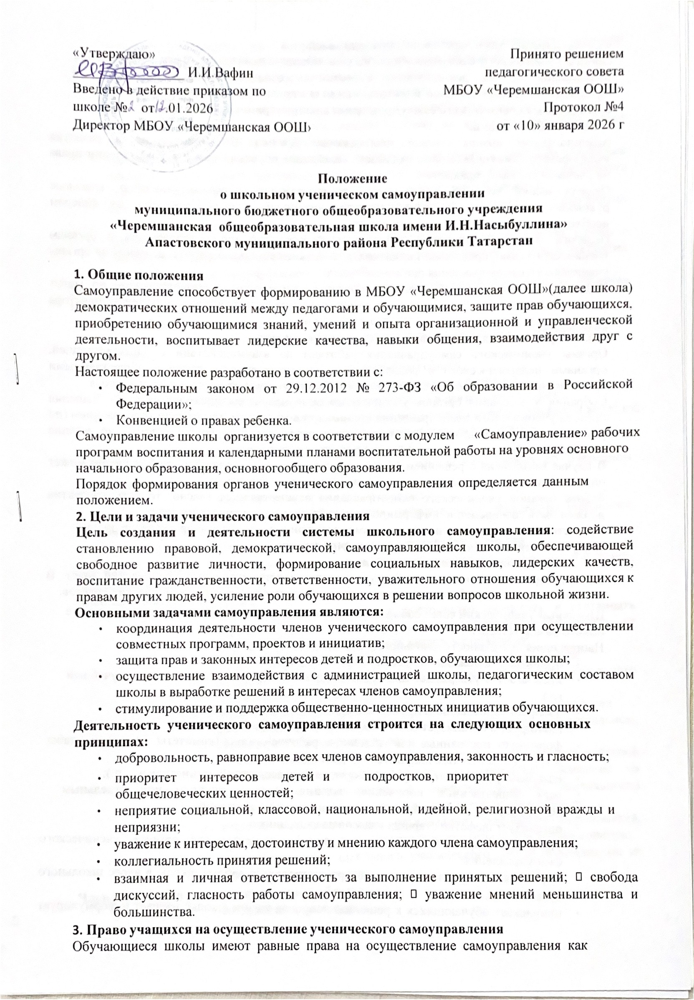 «Утверждаю»
И.И.Вафин
Введено в действие приказом по
школе №2 от 12.01.2026
Директор МБОУ «Черемшанская ООШ»
Принято решением
педагогического совета
МБОУ «Черемшанская ООШ»
Протокол №4
от «10» января 2026 г
Положение
о школьном ученическом самоуправлении
муниципального бюджетного общеобразовательного учреждения
«Черемшанская общеобразовательная школа имени И.Н.Насыбуллина»
Апастовского муниципального района Республики Татарстан
1. Общие положения
Самоуправление способствует формированию в МБОУ «Черемшанская ООШ»(далее школа)
демократических отношений между педагогами и обучающимися, защите прав обучающихся,
приобретению обучающимися знаний, умений и опыта организационной и управленческой
деятельности, воспитывает лидерские качества, навыки общения, взаимодействия друг с
другом.
Настоящее положение разработано в соответствии с:
• Федеральным законом от 29.12.2012 № 273-ФЗ «Об образовании в Российской
Федерации»;
• Конвенцией о правах ребенка.
Самоуправление школы организуется в соответствии с модулем «Самоуправление» рабочих
программ воспитания и календарными планами воспитательной работы на уровнях основного
начального образования, основногообщего образования.
Порядок формирования органов ученического самоуправления определяется данным
положением.
2. Цели и задачи ученического самоуправления
Цель создания и деятельности системы школьного самоуправления: содействие
становлению правовой, демократической, самоуправляющейся школы, обеспечивающей
свободное развитие личности, формирование социальных навыков, лидерских качеств,
воспитание гражданственности, ответственности, уважительного отношения обучающихся к
правам других людей, усиление роли обучающихся в решении вопросов школьной жизни.
Основными задачами самоуправления являются:
• координация деятельности членов ученического самоуправления при осуществлении
совместных программ, проектов и инициатив;
• защита прав и законных интересов детей и подростков, обучающихся школы;
• осуществление взаимодействия с администрацией школы, педагогическим составом
школы в выработке решений в интересах членов самоуправления;
• стимулирование и поддержка общественно-ценностных инициатив обучающихся.
Деятельность ученического самоуправления строится на следующих основных
принципах:
• добровольность, равноправие всех членов самоуправления, законность и гласность;
• приоритет интересов детей и подростков, приоритет
общечеловеческих ценностей;
• неприятие социальной, классовой, национальной, идейной, религиозной вражды и
неприязни;
• уважение к интересам, достоинству и мнению каждого члена самоуправления;
• коллегиальность принятия решений;
• взаимная и личная ответственность за выполнение принятых решений; ▯ свобода
дискуссий, гласность работы самоуправления; ▯ уважение мнений меньшинства и
большинства.
3. Право учащихся на осуществление ученического самоуправления
Обучающиеся школы имеют равные права на осуществление самоуправления как